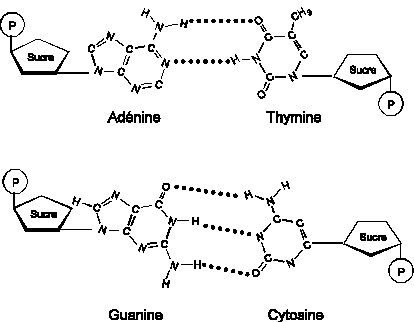 P
Sucre
C N C C N C N C N
N H
H
O C C CH3 C N C O N H
Sucre
P
Adénine
Thymine
P
Sucre
H C N C C N C N C N
O
H
N H
H
H
N H
C C C N C N
O
Sucre
P
Guanine
Cytosine